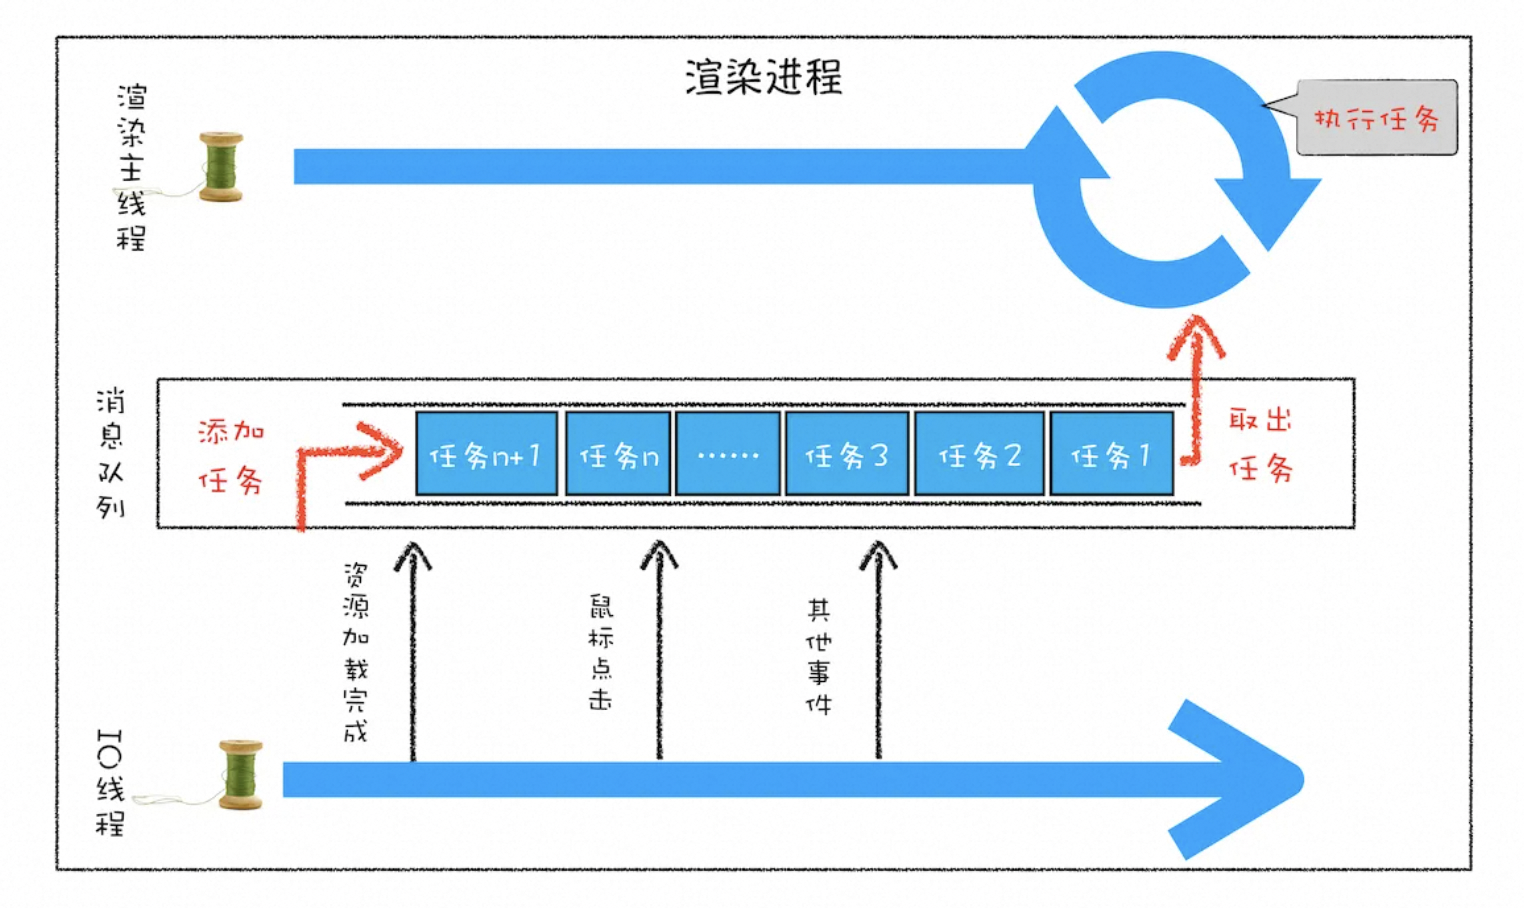 渲染进程
渲染主线程
执行任务
消息队列
添加
任务
任务n+1
任务n
……
任务3
任务2
任务1
取出
任务
资源加载完成
鼠标点击
其他事件
IO线程